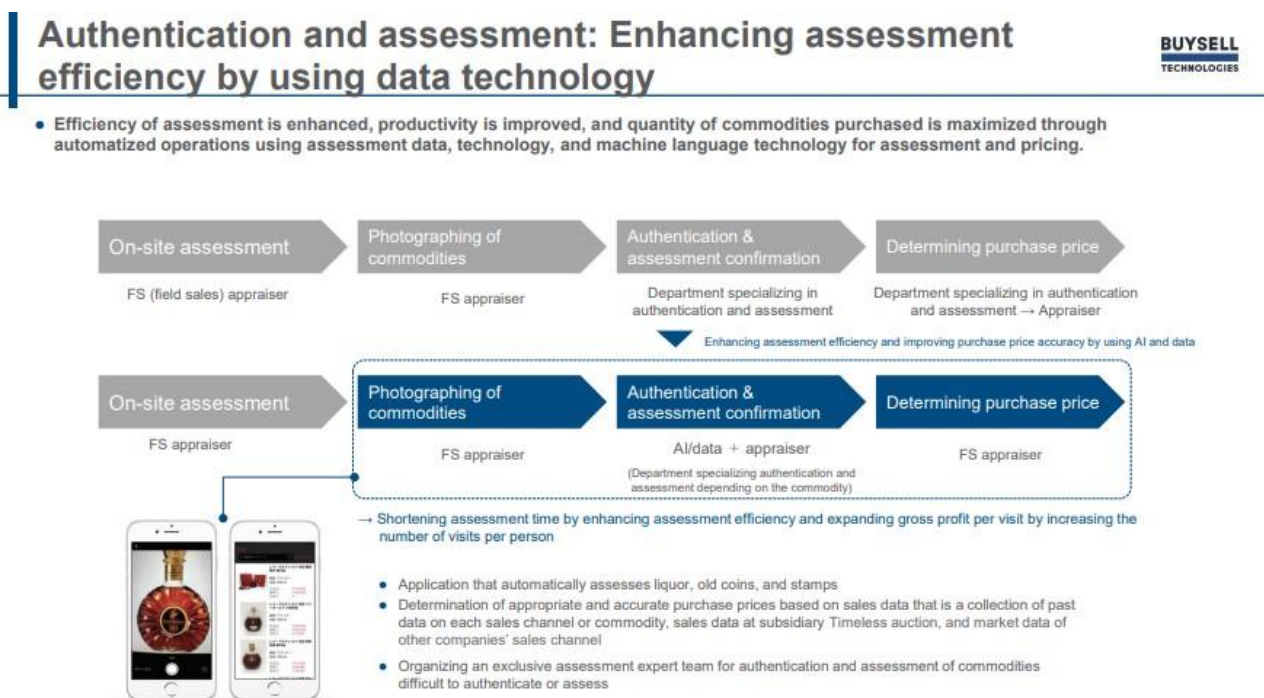 Authentication and assessment: Enhancing assessment
efficiency by using data technology
BUYSELL
TECHNOLOGIES
● Efficiency of assessment is enhanced, productivity is improved, and quantity of commodities purchased is maximized through
automatized operations using assessment data, technology, and machine language technology for assessment and pricing.
On-site assessment
FS (field sales) appraiser
Photographing of
commodities
FS appraiser
Authentication &
assessment confirmation
Department specializing in
authentication and assessment
Determining purchase price
Department specializing in authentication
and assessment → Appraiser
Enhancing assessment efficiency and improving purchase price accuracy by using AI and data
On-site assessment
FS appraiser
Photographing of
commodities
FS appraiser
Authentication &
assessment confirmation
AI/data + appraiser
(Department specializing authentication and
assessment depending on the commodity)
Determining purchase price
FS appraiser
→ Shortening assessment time by enhancing assessment efficiency and expanding gross profit per visit by increasing the
number of visits per person
● Application that automatically assesses liquor, old coins, and stamps
● Determination of appropriate and accurate purchase prices based on sales data that is a collection of past
data on each sales channel or commodity, sales data at subsidiary Timeless auction, and market data of
other companies' sales channel
● Organizing an exclusive assessment expert team for authentication and assessment of commodities
difficult to authenticate or assess